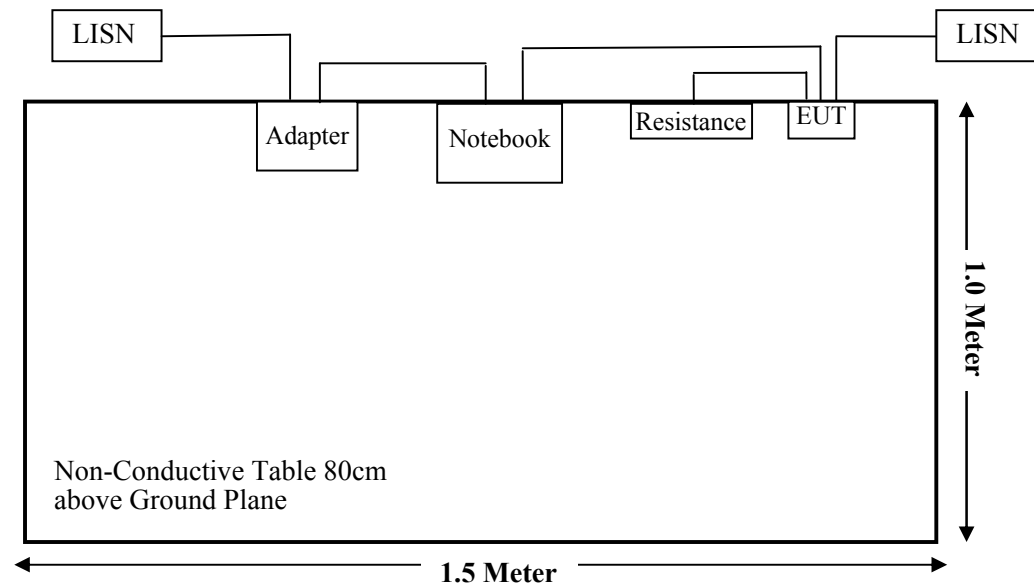 LISN
LISN
Adapter
Notebook
Resistance
EUT
1.0 Meter
Non-Conductive Table 80cm
above Ground Plane
1.5 Meter